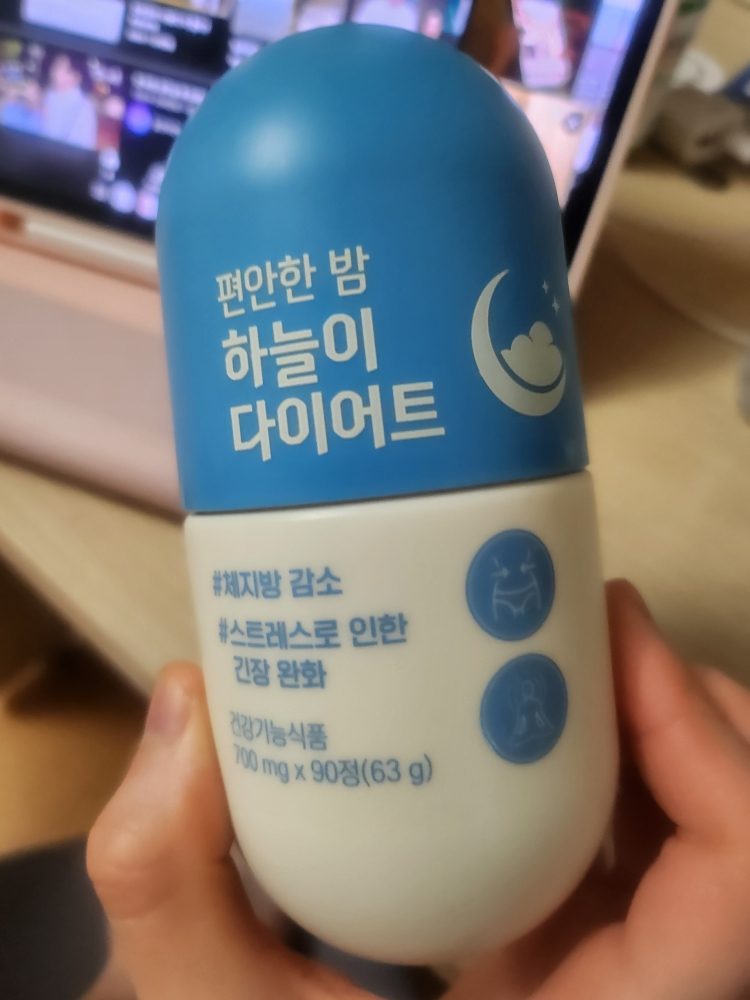 편안한 밤
하늘이
다이어트
#체지방 감소
#스트레스로 인한
긴장 완화
건강기능식품
700 mg x 90정(63 g)